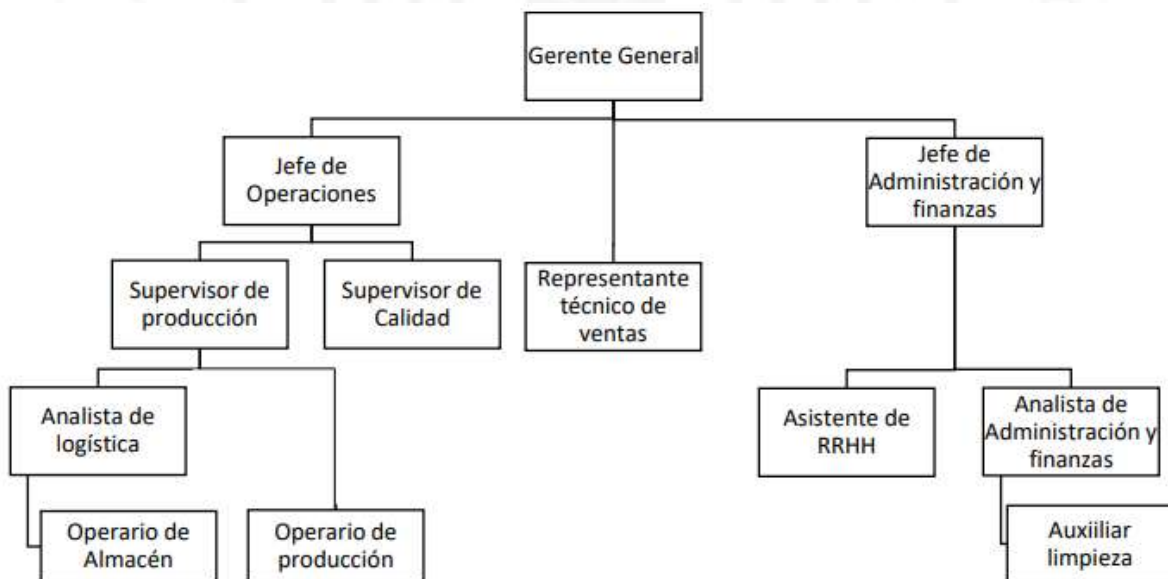 Gerente General
Jefe de
Operaciones
Jefe de
Administración y
finanzas
Supervisor de
producción
Supervisor de
Calidad
Representante
técnico de
ventas
Analista de
logística
Asistente de
RRHH
Analista de
Administración y
finanzas
Operario de
Almacén
Operario de
producción
Auxiiliar
limpieza